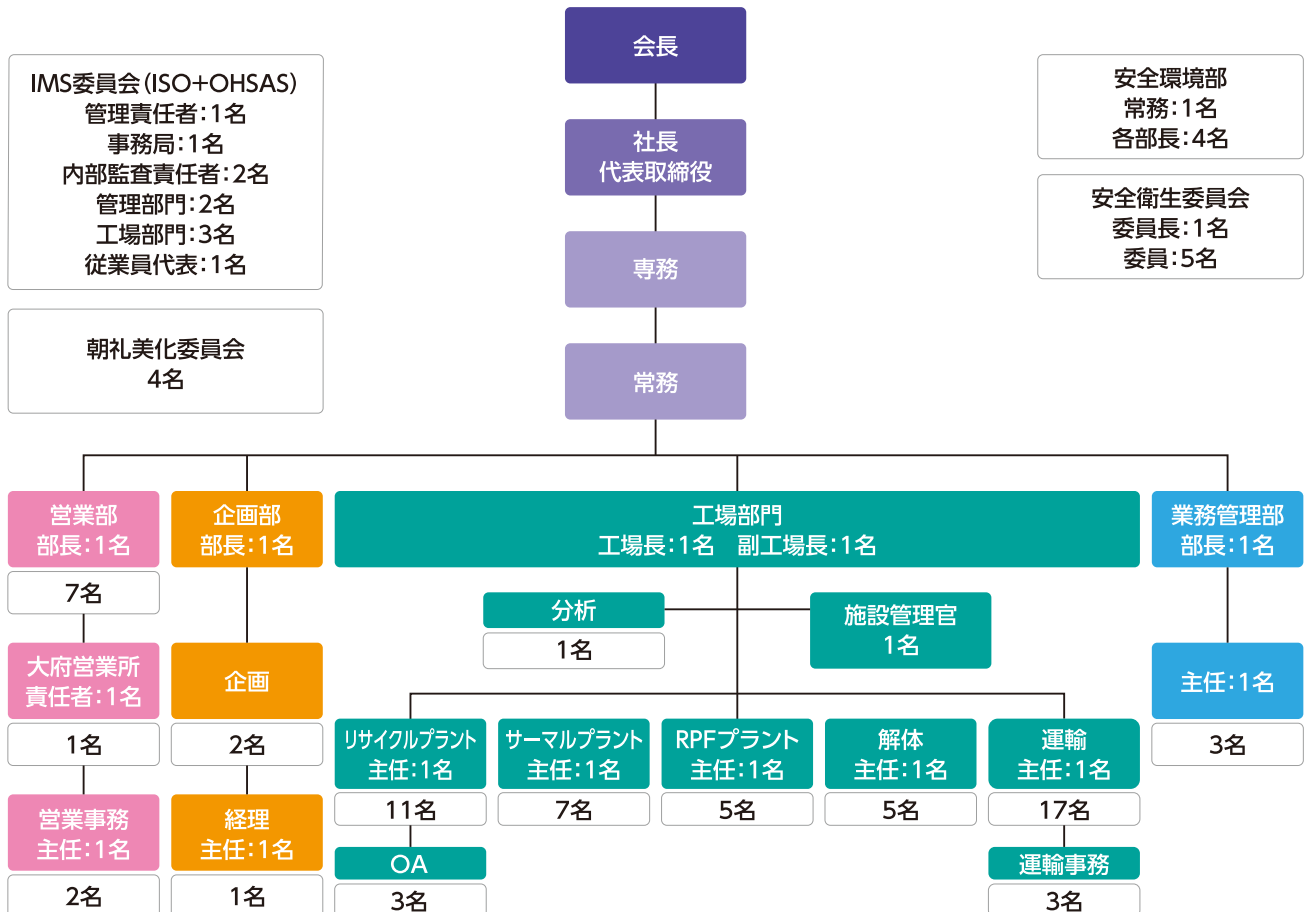 会長
社長
代表取締役
専務
常務
IMS委員会(ISO+OHSAS)
管理責任者:1名
事務局:1名
内部監査責任者:2名
管理部門:2名
工場部門:3名
従業員代表:1名
朝礼美化委員会
4名
安全環境部
常務:1名
各部長:4名
安全衛生委員会
委員長:1名
委員:5名
営業部
部長:1名
7名
大府営業所
責任者:1名
1名
営業事務
主任:1名
2名
企画部
部長:1名
企画
2名
経理
主任:1名
1名
工場部門
工場長:1名　副工場長:1名
分析
1名
施設管理官
1名
リサイクルプラント
主任:1名
11名
OA
3名
サーマルプラント
主任:1名
7名
RPFプラント
主任:1名
5名
解体
主任:1名
5名
運輸
主任:1名
17名
運輸事務
3名
業務管理部
部長:1名
主任:1名
3名